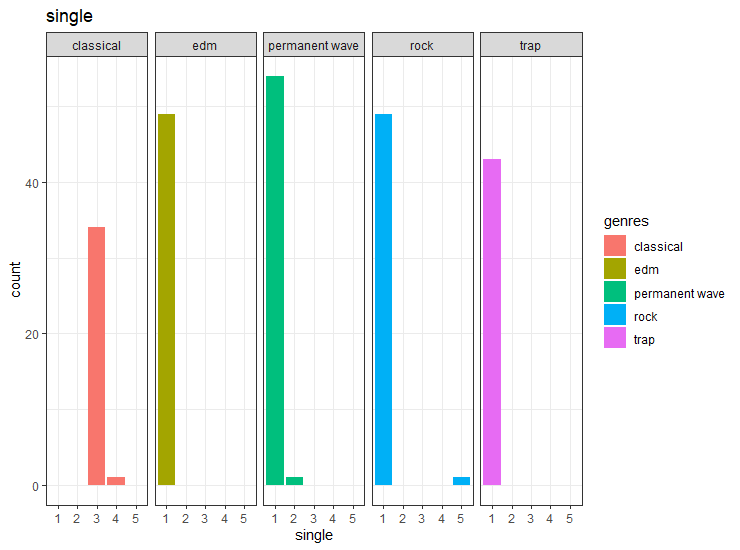 single
classical edm permanent wave rock trap
count
40
20
0
1 2 3 4 5 1 2 3 4 5 1 2 3 4 5 1 2 3 4 5 1 2 3 4 5
single
genres
classical
edm
permanent wave
rock
trap